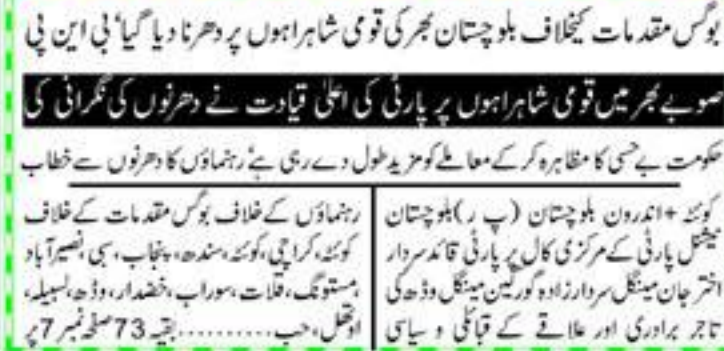 بوگس مقدمات کیخلاف بلوچستان بھر کی قومی شاہراہوں پر دھرنا دیا گیا‘ بی این پی
صوبے بھر میں قومی شاہراہوں پر پارٹی کی اعلیٰ قیادت نے دھرنوں کی نگرانی کی
حکومت بے حسی کا مظاہرہ کرکے معاملے کو مزید طول دے رہی ہے‘ رہنماؤں کا دھرنوں سے خطاب
کوئٹہ+اندرون بلوچستان (پ ر) بلوچستان
نیشنل پارٹی کے مرکزی کال پر پارٹی قائد سردار
اختر جان مینگل سردارزادہ گورگین مینگل وڈھ کی
تاجر برادری اور علاقے کے قبائلی و سیاسی
رہنماؤں کے خلاف بوگس مقدمات کے خلاف
کوئٹہ، کراچی، کوئٹہ، سندھ، پنجاب، سبی، نصیر آباد
،مستونگ، قلات، سوراب، خضدار، وڈھ، لسبیلہ،
اوتھل، حب.......... بقیہ 73 صفحہ نمبر 7 پر